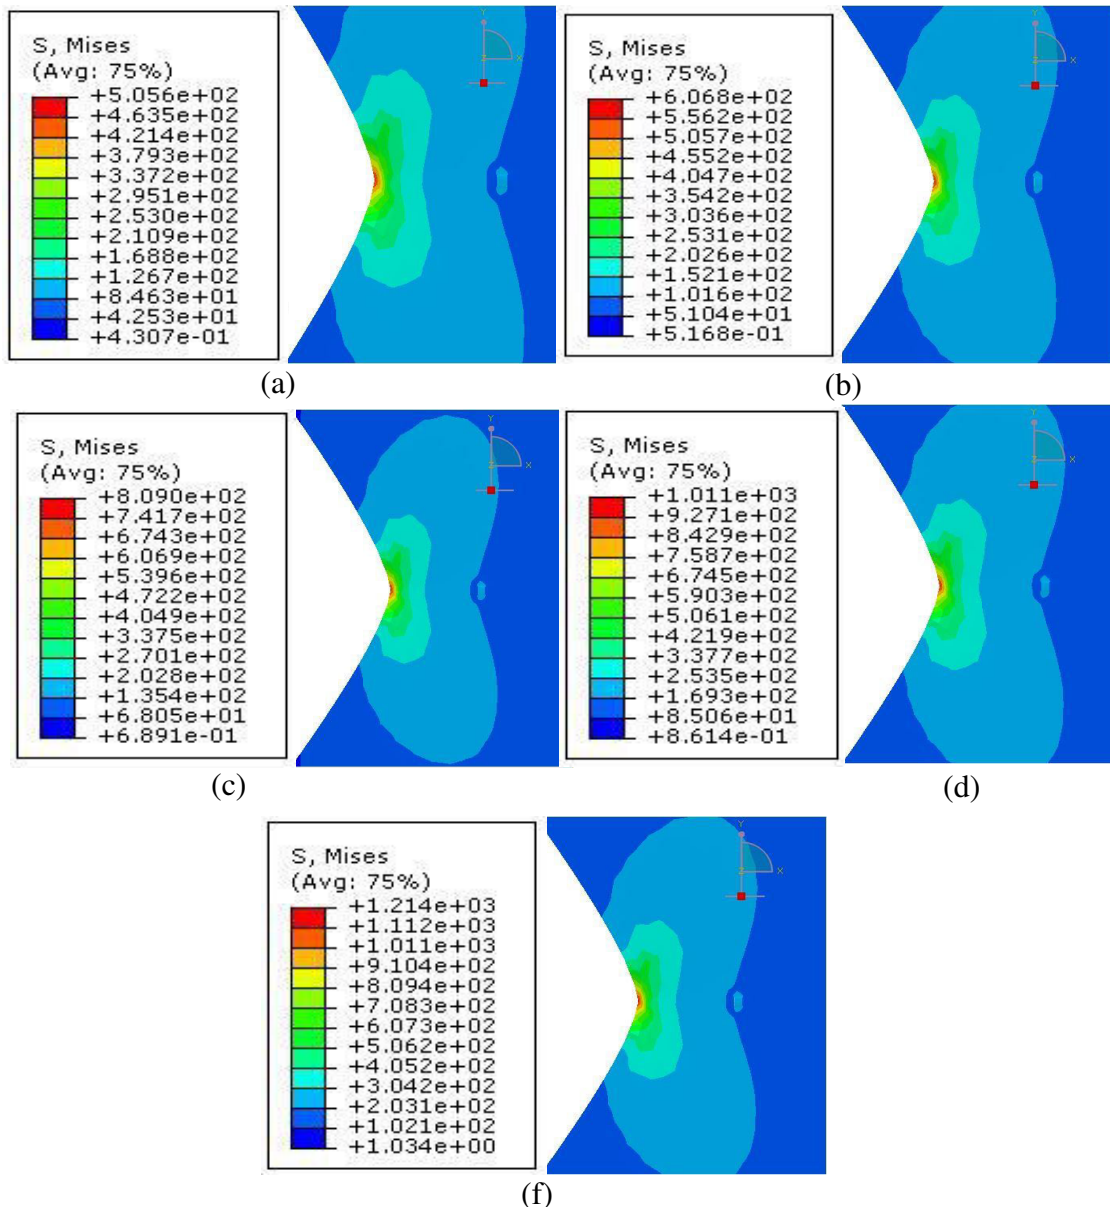 S, Mises
(Avg: 75%)
+5.056e+02
+4.635e+02
+4.214e+02
+3.793e+02
+3.372e+02
+2.951e+02
+2.530e+02
+2.109e+02
+1.688e+02
+1.267e+02
+8.463e+01
+4.253e+01
+4.307e-01
Y
Z
X
(a)
S, Mises
(Avg: 75%)
+6.068e+02
+5.562e+02
+5.057e+02
+4.552e+02
+4.047e+02
+3.542e+02
+3.036e+02
+2.531e+02
+2.026e+02
+1.521e+02
+1.016e+02
+5.104e+01
+5.168e-01
Y
Z
X
(b)
S, Mises
(Avg: 75%)
+8.090e+02
+7.417e+02
+6.743e+02
+6.069e+02
+5.396e+02
+4.722e+02
+4.049e+02
+3.375e+02
+2.701e+02
+2.028e+02
+1.354e+02
+6.805e+01
+6.891e-01
Y
Z
X
(c)
S, Mises
(Avg: 75%)
+1.011e+03
+9.271e+02
+8.429e+02
+7.587e+02
+6.745e+02
+5.903e+02
+5.061e+02
+4.219e+02
+3.377e+02
+2.535e+02
+1.693e+02
+8.506e+01
+8.614e-01
Y
Z
X
(d)
S, Mises
(Avg: 75%)
+1.214e+03
+1.112e+03
+1.011e+03
+9.104e+02
+8.094e+02
+7.083e+02
+6.073e+02
+5.062e+02
+4.052e+02
+3.042e+02
+2.031e+02
+1.021e+02
+1.034e+00
Y
Z
X
(f)